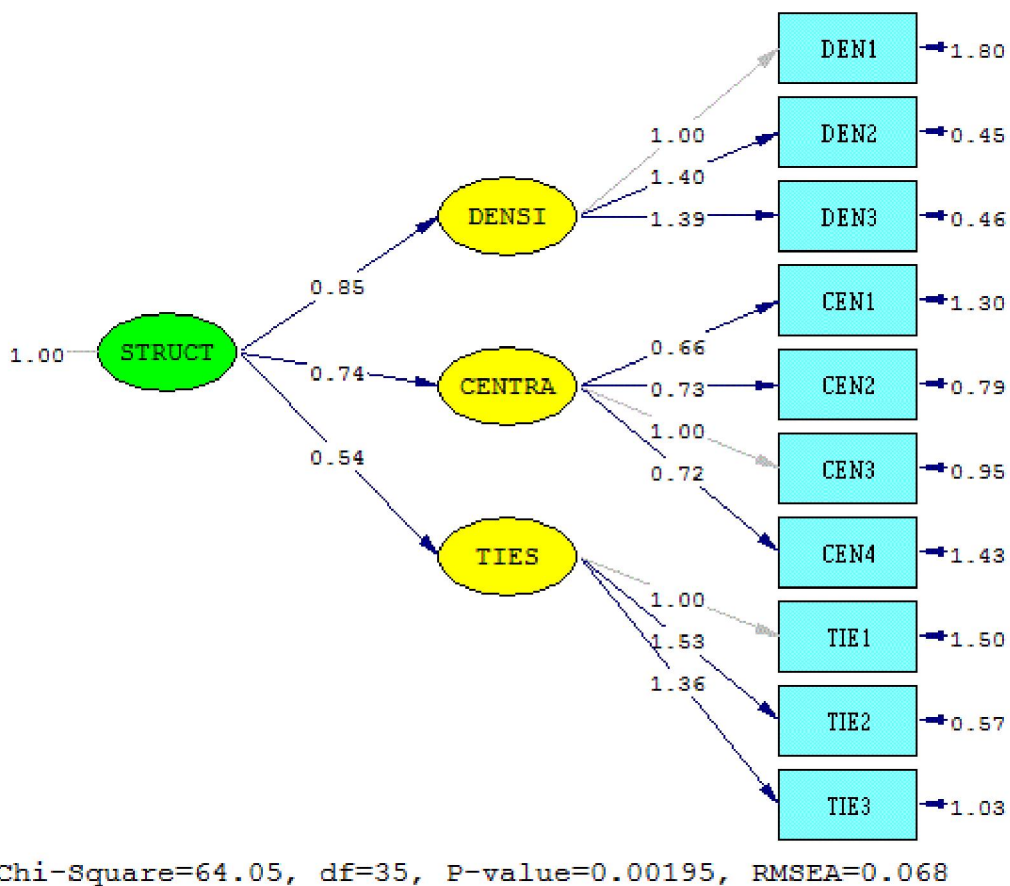 DEN1
1.80
1.00
DEN2
0.45
1.40
DENSI
DEN3
0.46
1.39
0.85
CEN1
1.30
0.66
1.00
STRUCT
0.74
CENTRA
0.73
CEN2
0.79
1.00
0.54
0.72
CEN3
0.95
TIES
CEN4
1.43
1.00
1.53
TIE1
1.50
1.36
TIE2
0.57
TIE3
1.03
Chi-Square=64.05, df=35, P-value=0.00195, RMSEA=0.068